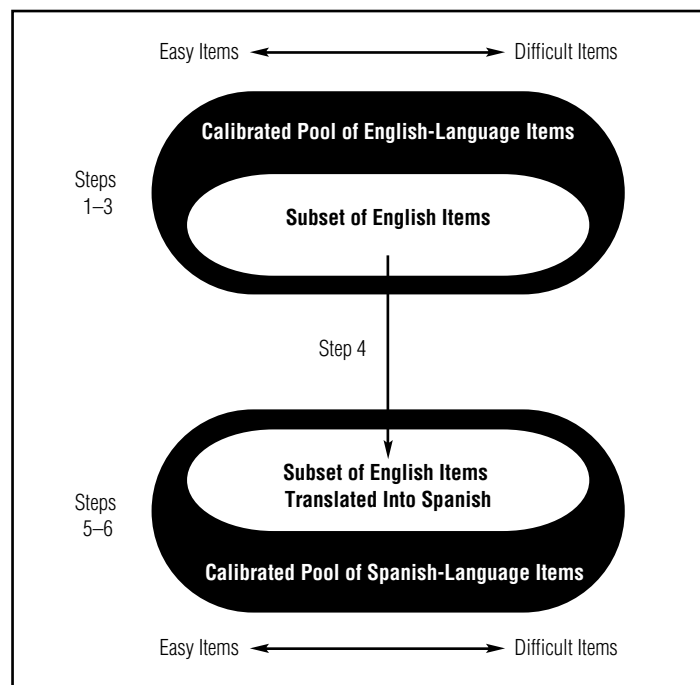 Easy Items
Difficult Items
Calibrated Pool of English-Language Items
Steps
1–3
Subset of English Items
Step 4
Subset of English Items
Translated Into Spanish
Steps
5–6
Calibrated Pool of Spanish-Language Items
Easy Items
Difficult Items